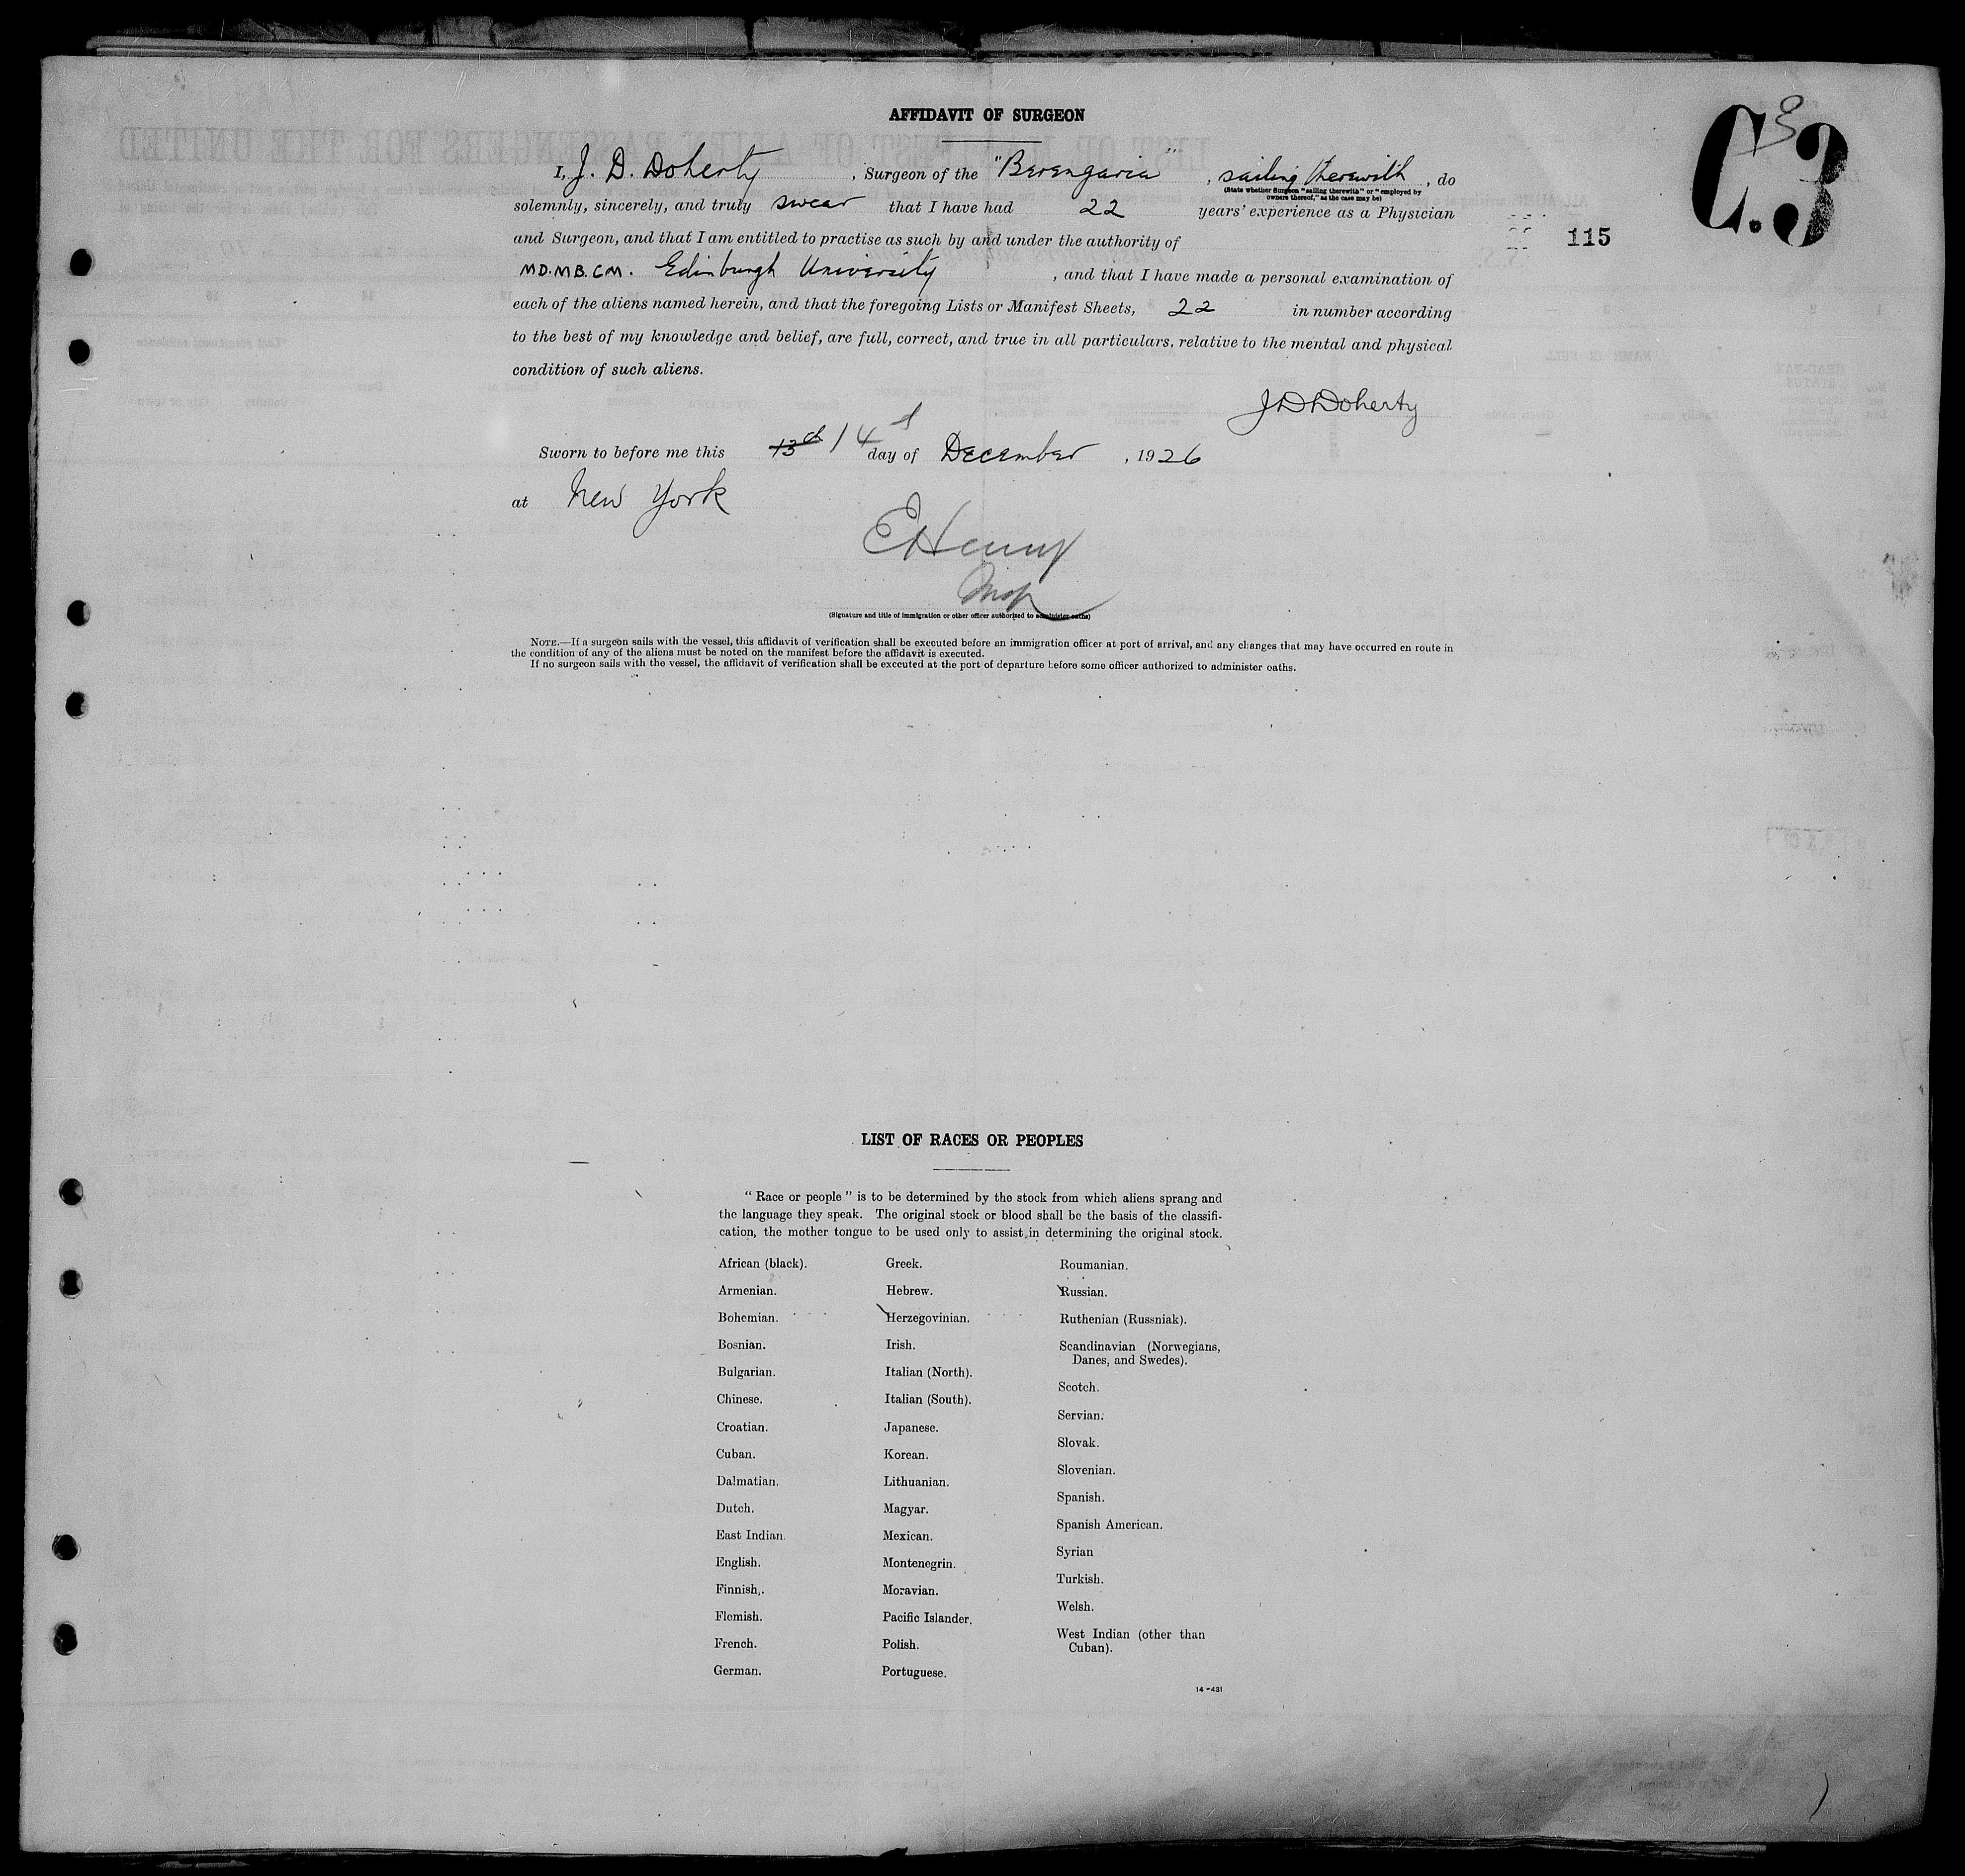 AFFIDAVIT OF SURGEON
C.3
3
115
I, J. D. Doherty, Surgeon of the "Berengaria", sailing therewith, do
(State whether Surgeon "sailing therewith" or "employed by
owners thereof," as the case may be)
solemnly, sincerely, and truly swear that I have had 22 years' experience as a Physician
and Surgeon, and that I am entitled to practise as such by and under the authority of
M.D. M.B. C.M. Edinburgh University, and that I have made a personal examination of
each of the aliens named herein, and that the foregoing Lists or Manifest Sheets, 22 in number according
to the best of my knowledge and belief, are full, correct, and true in all particulars, relative to the mental and physical
condition of such aliens.
J D Doherty
Sworn to before me this 13th 14 day of December, 1926
at New York
E Henny
Insp
(Signature and title of immigration or other officer authorized to administer oaths)
NOTE.—If a surgeon sails with the vessel, this affidavit of verification shall be executed before an immigration officer at port of arrival, and any changes that may have occurred en route in
the condition of any of the aliens must be noted on the manifest before the affidavit is executed.
If no surgeon sails with the vessel, the affidavit of verification shall be executed at the port of departure before some officer authorized to administer oaths.
LIST OF RACES OR PEOPLES
"Race or people" is to be determined by the stock from which aliens sprang and
the language they speak. The original stock or blood shall be the basis of the classifi-
cation, the mother tongue to be used only to assist in determining the original stock.
African (black).
Armenian.
Bohemian.
Bosnian.
Bulgarian.
Chinese.
Croatian.
Cuban.
Dalmatian.
Dutch.
East Indian.
English.
Finnish.
Flemish.
French.
German.
Greek.
Hebrew.
Herzegovinian.
Irish.
Italian (North).
Italian (South).
Japanese.
Korean.
Lithuanian.
Magyar.
Mexican.
Montenegrin.
Moravian.
Pacific Islander.
Polish.
Portuguese.
Roumanian.
Russian.
Ruthenian (Russniak).
Scandinavian (Norwegians,
Danes, and Swedes).
Scotch.
Servian.
Slovak.
Slovenian.
Spanish.
Spanish American.
Syrian
Turkish.
Welsh.
West Indian (other than
Cuban).
14-431